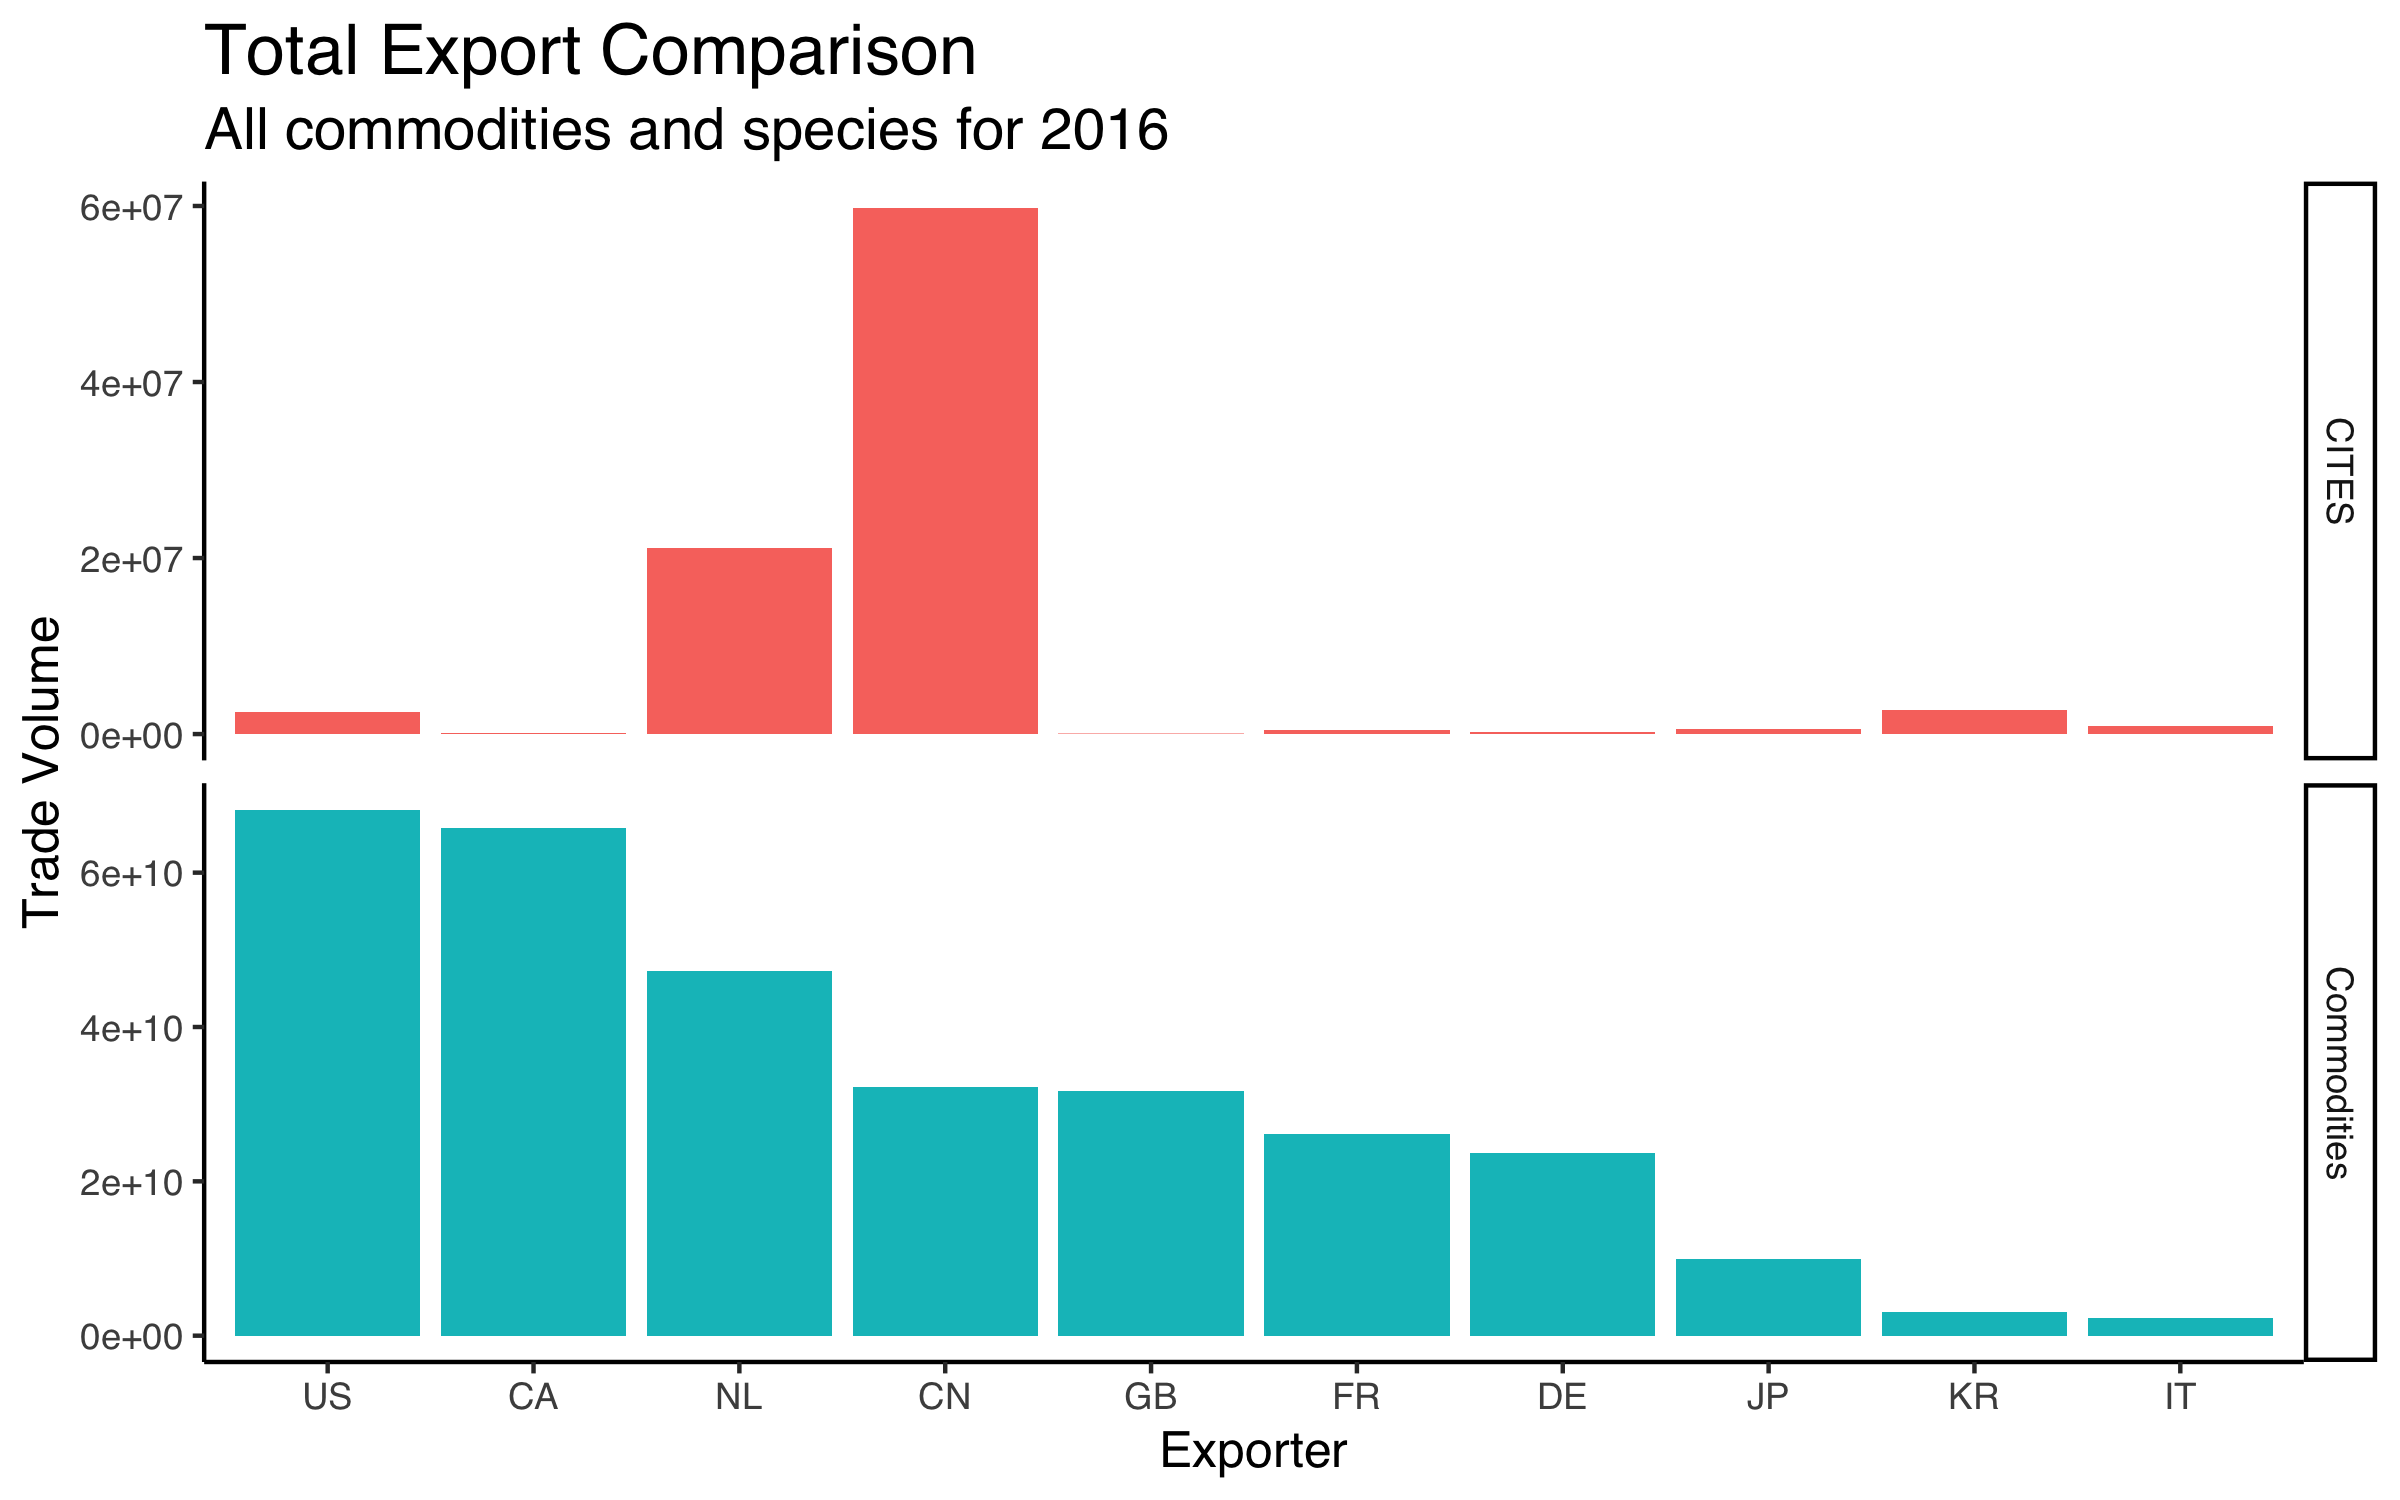 Total Export Comparison
All commodities and species for 2016
Trade Volume
6e+07
4e+07
2e+07
0e+00
CITES
6e+10
4e+10
2e+10
0e+00
Commodities
US CA NL CN GB FR DE JP KR IT
Exporter